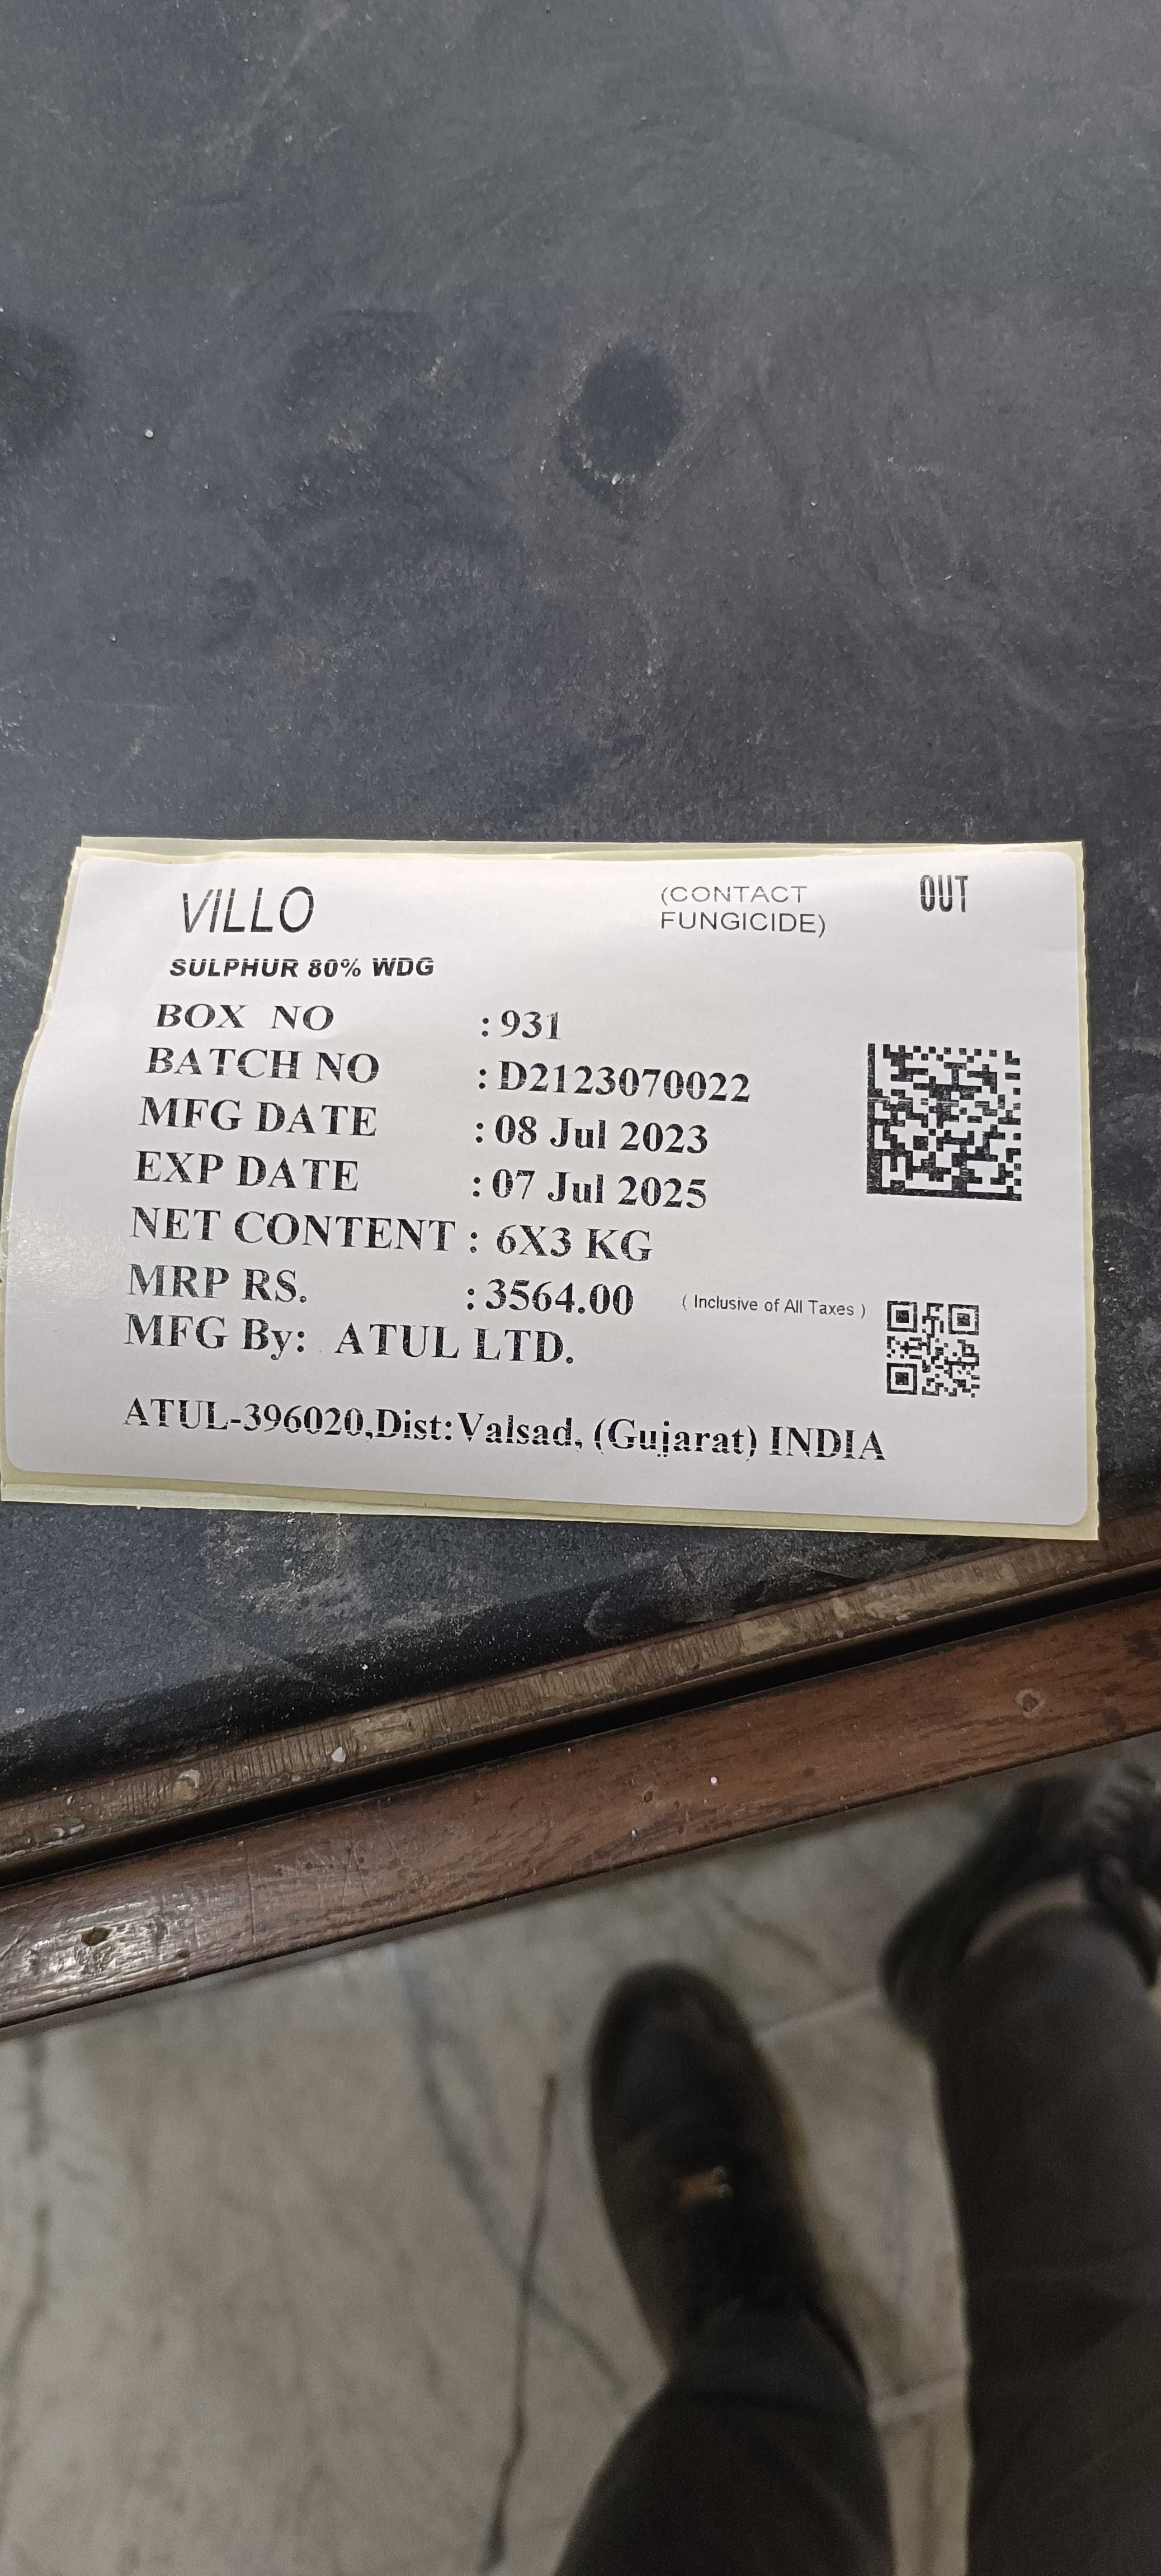 VILLO
(CONTACT
FUNGICIDE)
OUT
SULPHUR 80% WDG
BOX NO : 931
BATCH NO : D2123070022
MFG DATE : 08 Jul 2023
EXP DATE : 07 Jul 2025
NET CONTENT : 6X3 KG
MRP RS. : 3564.00 ( Inclusive of All Taxes )
MFG By: ATUL LTD.
ATUL-396020,Dist:Valsad, (Gujarat) INDIA